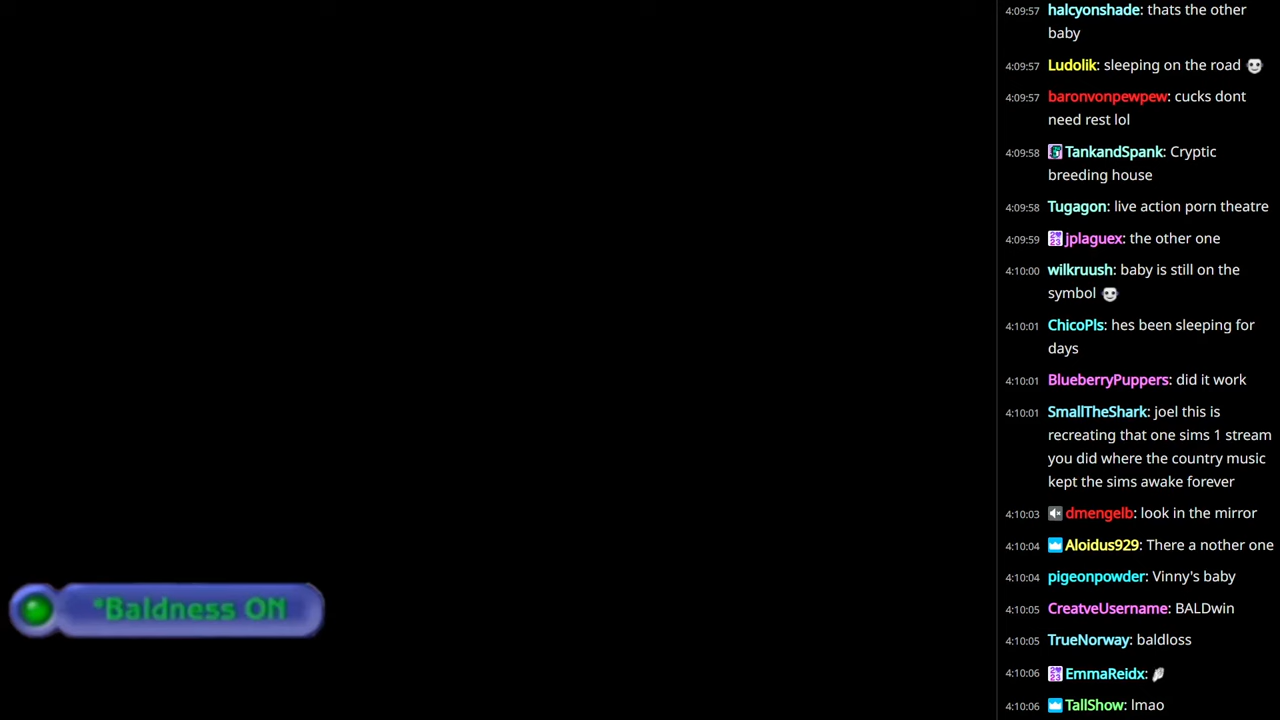 4:09:57 halcyonshade: thats the other
baby
4:09:57 Ludolik: sleeping on the road
4:09:57 baronvonpewpew: cucks dont
need rest lol
4:09:58 TankandSpank: Cryptic
breeding house
4:09:58 Tugagon: live action porn theatre
4:09:59 jplaguex: the other one
4:10:00 wilkruush: baby is still on the
symbol
4:10:01 ChicoPls: hes been sleeping for
days
4:10:01 BlueberryPuppers: did it work
4:10:01 SmallTheShark: joel this is
recreating that one sims 1 stream
you did where the country music
kept the sims awake forever
4:10:03 dmengelb: look in the mirror
4:10:04 Aloidus929: There a nother one
4:10:04 pigeonpowder: Vinny's baby
4:10:05 CreatveUsername: BALDwin
4:10:05 TrueNorway: baldloss
4:10:06 EmmaReidx:
4:10:06 TallShow: lmao
*Baldness ON